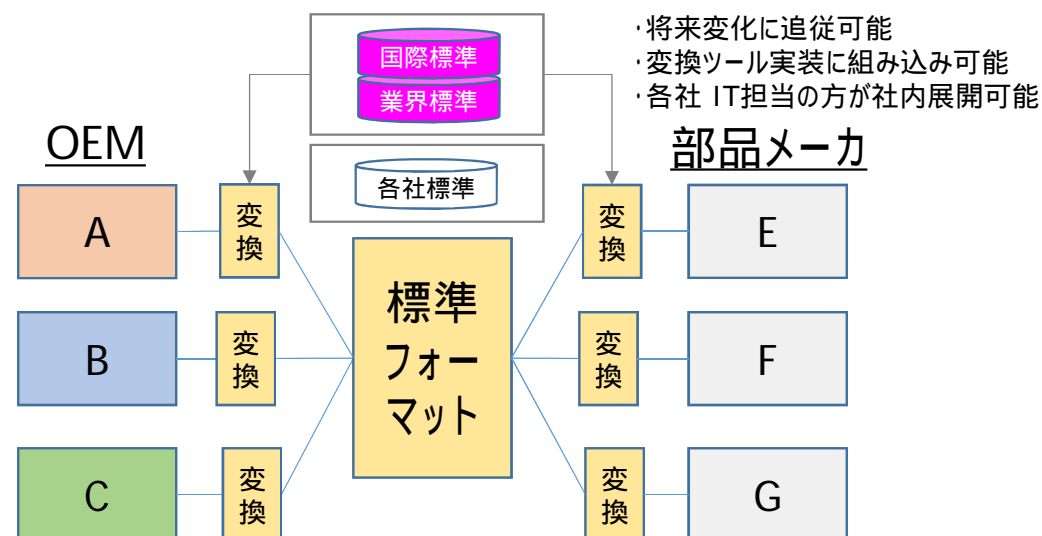 国際標準
業界標準
・将来変化に追従可能
・変換ツール実装に組み込み可能
・各社 IT担当の方が社内展開可能
OEM
部品メーカ
各社標準
A
変
換
標準
フォー
マット
変
換
E
B
変
換
変
換
F
C
変
換
変
換
G